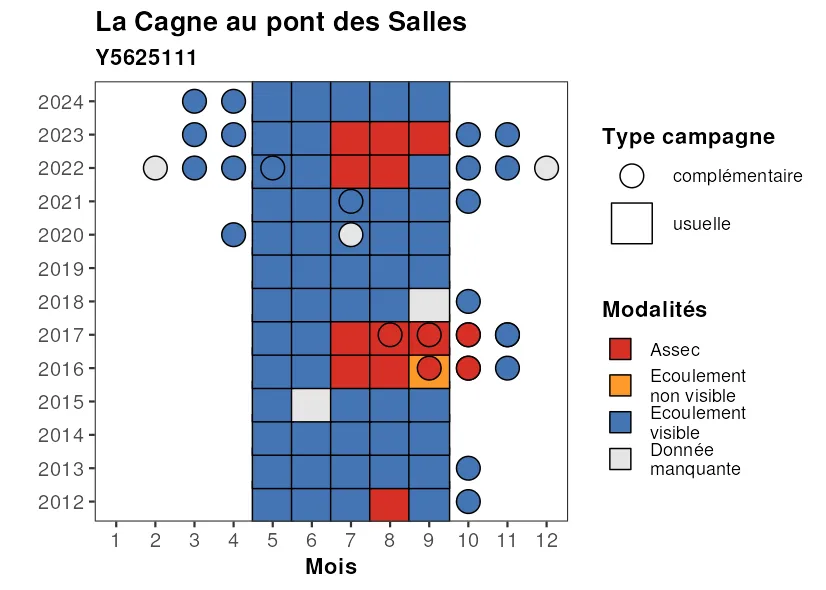 La Cagne au pont des Salles
Y5625111
2024
2023
2022
2021
2020
2019
2018
2017
2016
2015
2014
2013
2012
1 2 3 4 5 6 7 8 9 10 11 12
Mois
Type campagne
complémentaire
usuelle
Modalités
Assec
Ecoulement
non visible
Ecoulement
visible
Donnée
manquante